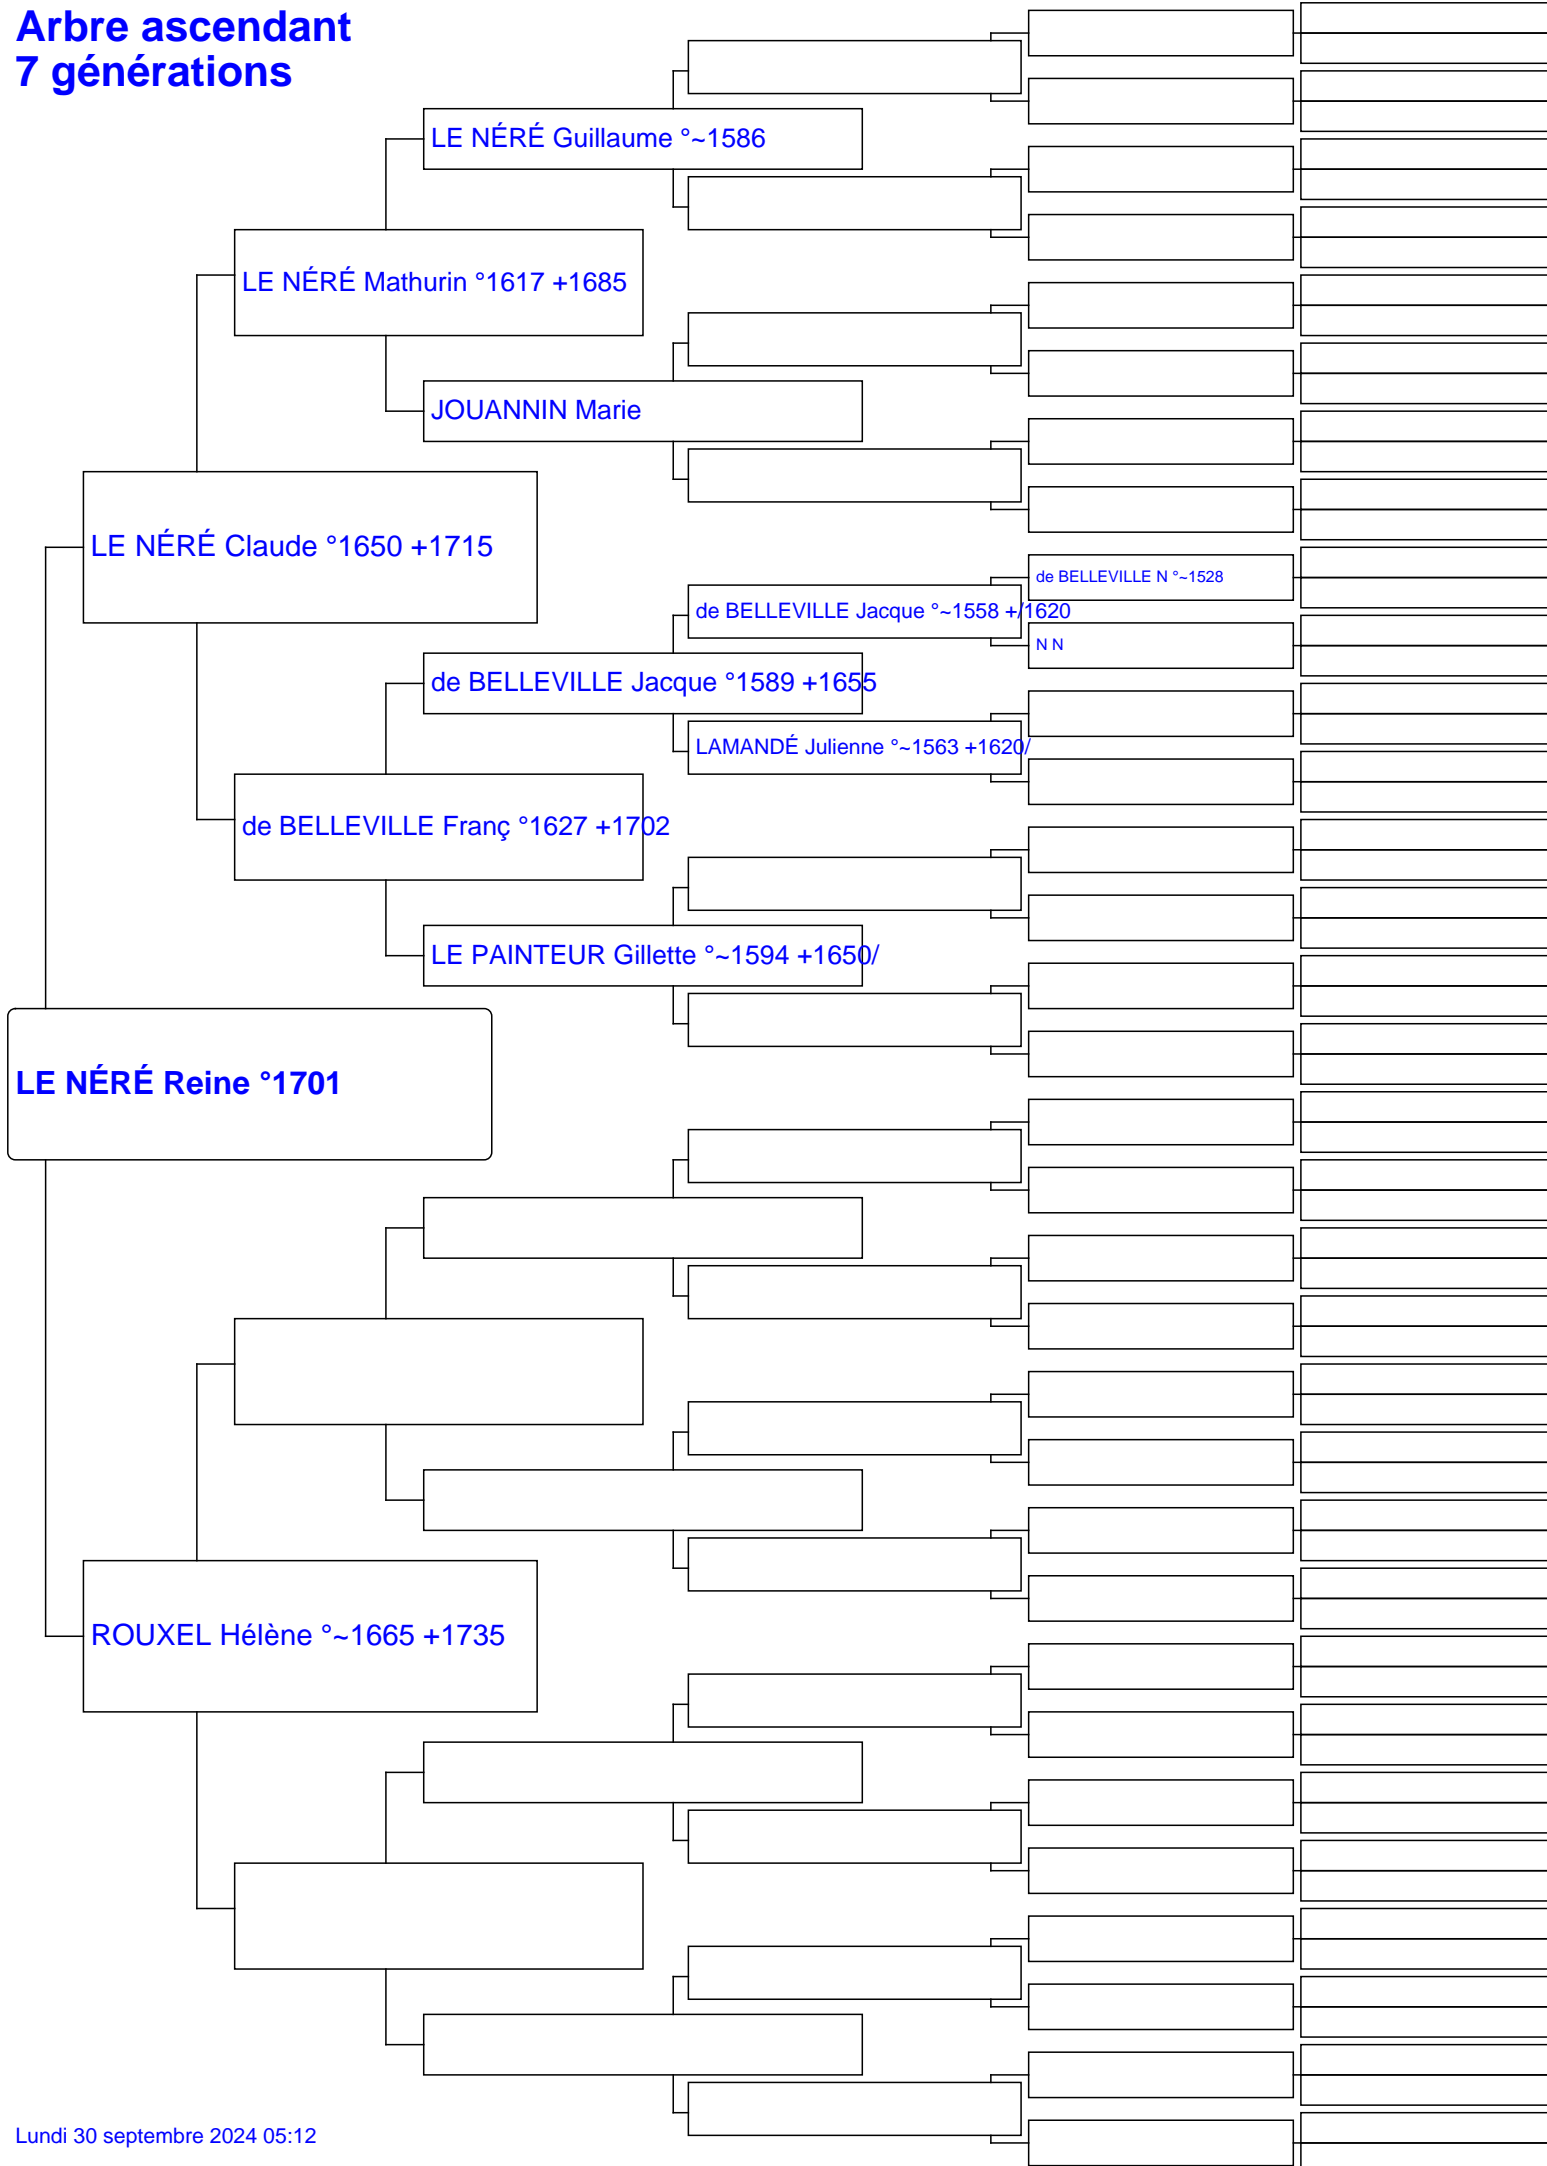 Arbre ascendant
7 générations
LE NÉRÉ Guillaume °~1586
LE NÉRÉ Mathurin °1617 +1685
JOUANNIN Marie
LE NÉRÉ Claude °1650 +1715
de BELLEVILLE N °~1528
de BELLEVILLE Jacque °~1558 +/1620
N N
de BELLEVILLE Jacque °1589 +1655
LAMANDÉ Julienne °~1563 +1620/
de BELLEVILLE Franç °1627 +1702
LE PAINTEUR Gillette °~1594 +1650/
LE NÉRÉ Reine °1701
ROUXEL Hélène °~1665 +1735
Lundi 30 septembre 2024 05:12